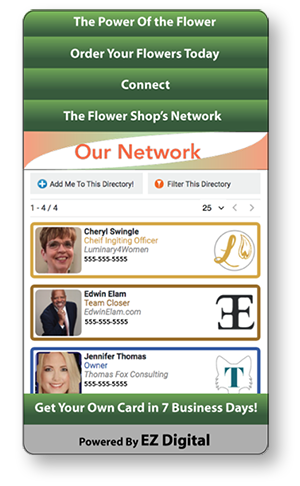 The Power Of the Flower
Order Your Flowers Today
Connect
The Flower Shop's Network
Our Network
Add Me To This Directory!
Filter This Directory
1 - 4 / 4
25
Cheryl Swingle
Cheif Ingiting Officer
Luminary4Women
555-555-5555
Edwin Elam
Team Closer
EdwinElam.com
555-555-5555
Jennifer Thomas
Owner
Thomas Fox Consulting
555-555-5555
T
Get Your Own Card in 7 Business Days!
Powered By EZ Digital